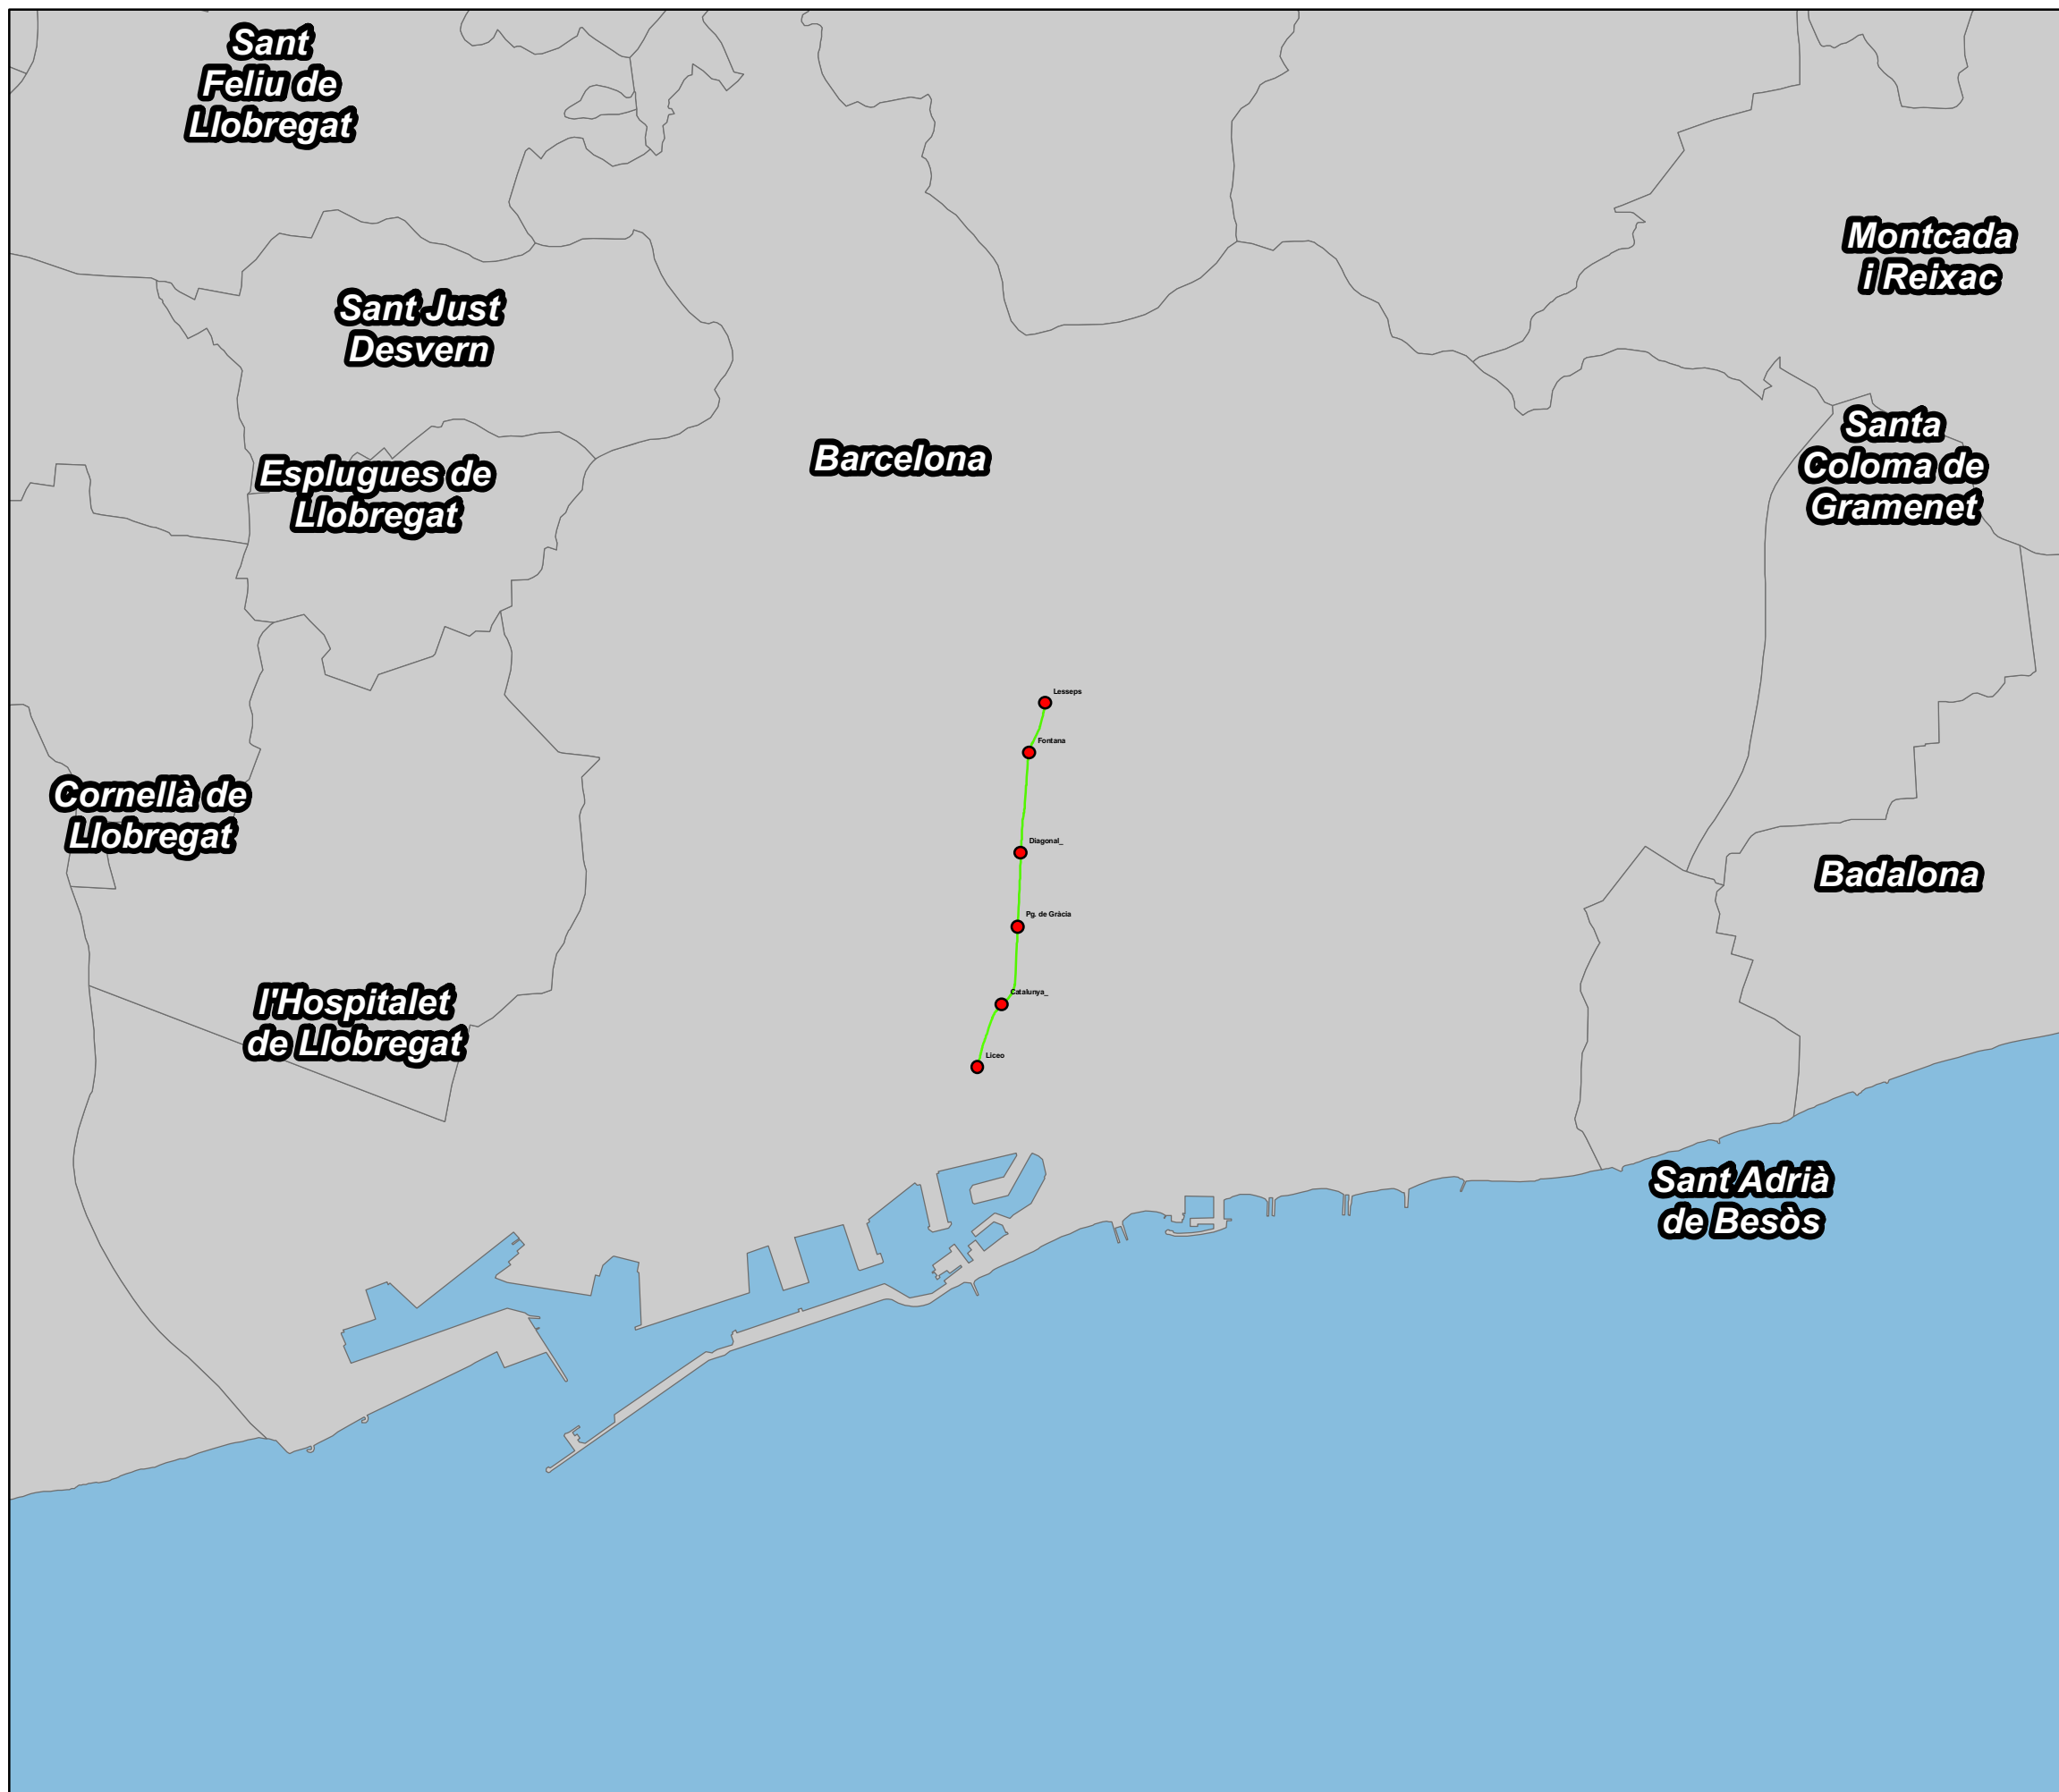 Sant
Feliu de
Llobregat
Montcada
i Reixac
Sant Just
Desvern
Santa
Coloma de
Gramenet
Barcelona
Esplugues de
Llobregat
Lesseps
Fontana
Cornellà de
Llobregat
Diagonal_
Badalona
Pg. de Gràcia
Catalunya_
l'Hospitalet
de Llobregat
Liceo
Sant Adrià
de Besòs